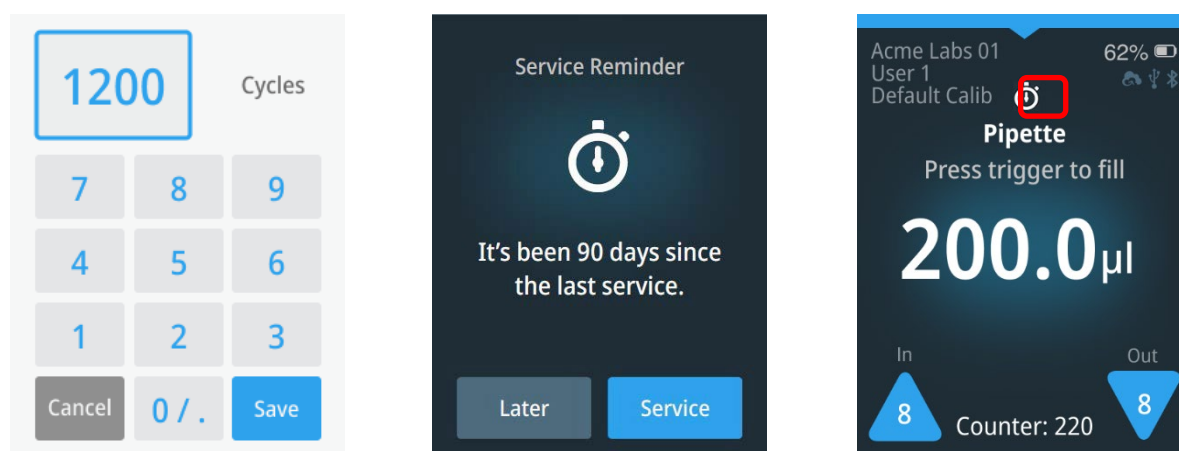 1200
Cycles
7 8 9
4 5 6
1 2 3
Cancel 0 / . Save
Service Reminder
It's been 90 days since
the last service.
Later Service
Acme Labs 01 62%
User 1
Default Calib
Pipette
Press trigger to fill
200.0µl
In Out
8 8
Counter: 220